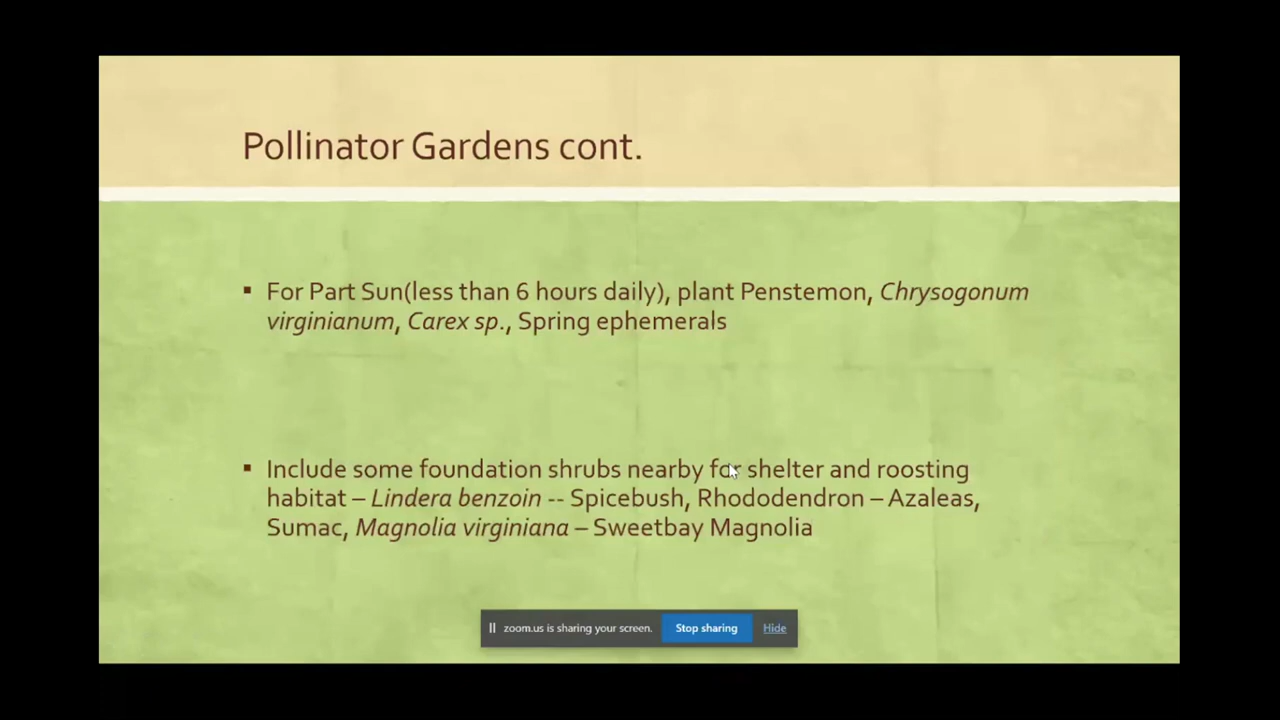 Pollinator Gardens cont.
▪ For Part Sun(less than 6 hours daily), plant Penstemon, Chrysogonum
virginianum, Carex sp., Spring ephemerals
▪ Include some foundation shrubs nearby for shelter and roosting
habitat – Lindera benzoin -- Spicebush, Rhododendron – Azaleas,
Sumac, Magnolia virginiana – Sweetbay Magnolia
zoom.us is sharing your screen. Stop sharing Hide